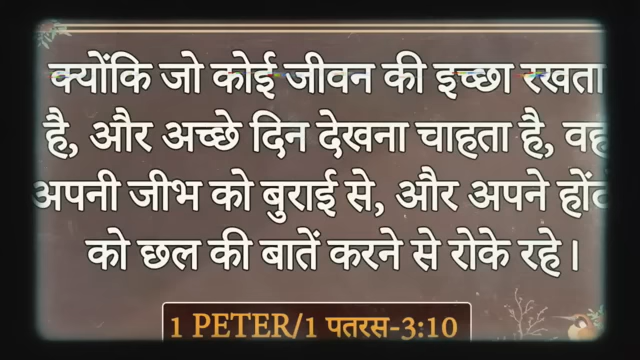 क्योंकि जो कोई जीवन की इच्छा रखता
है, और अच्छे दिन देखना चाहता है, वह
अपनी जीभ को बुराई से, और अपने
को छल की बातें करने से रोके रहे।
1 PETER/1 पतरस-3:10